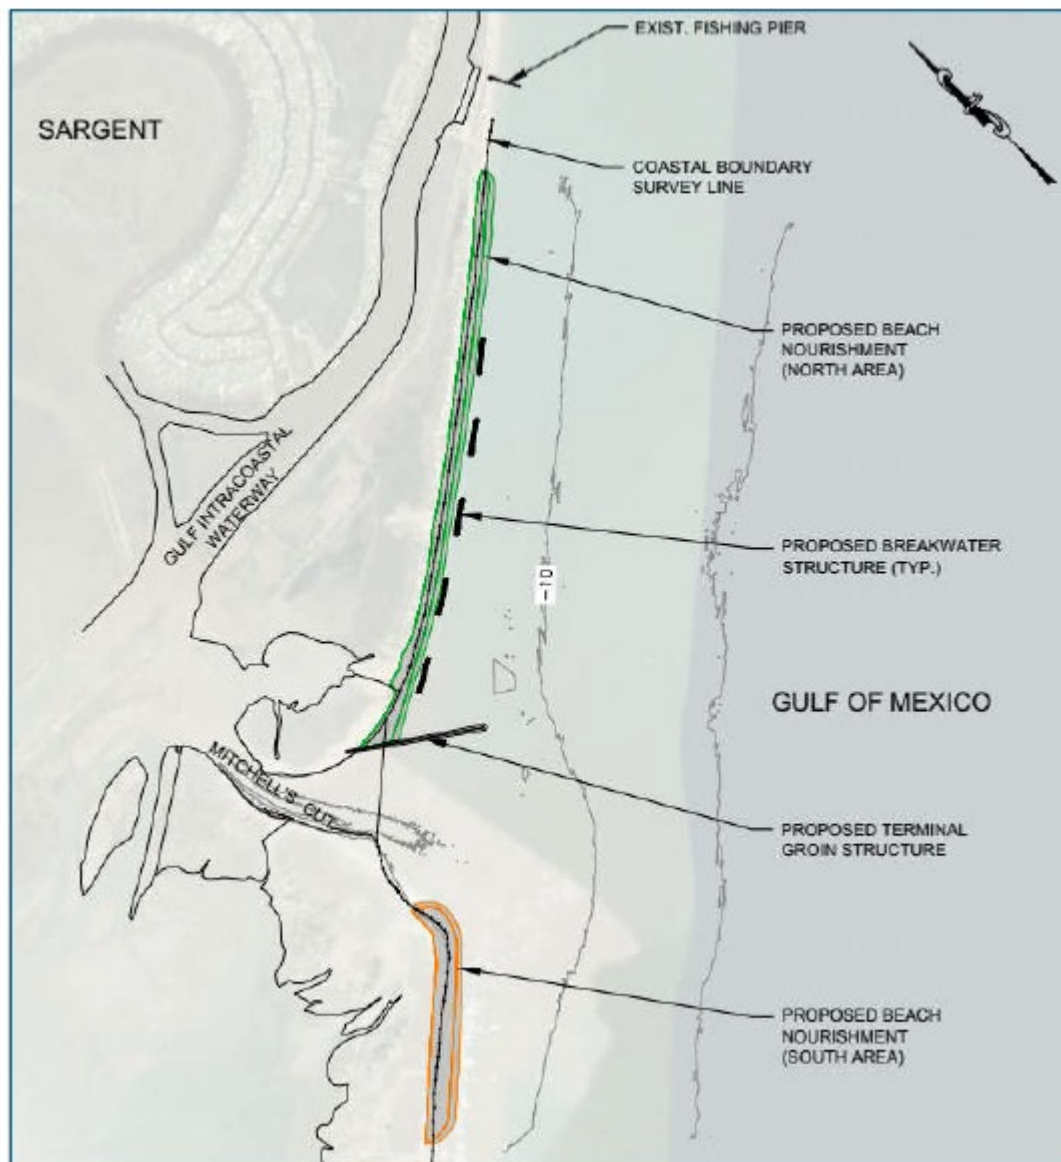 EXIST. FISHING PIER
SARGENT
COASTAL BOUNDARY
SURVEY LINE
PROPOSED BEACH
NOURISHMENT
(NORTH AREA)
GULF INTRACOASTAL
WATERWAY
PROPOSED BREAKWATER
STRUCTURE (TYP.)
-10
GULF OF MEXICO
MITCHELL'S CUT
PROPOSED TERMINAL
GROIN STRUCTURE
PROPOSED BEACH
NOURISHMENT
(SOUTH AREA)